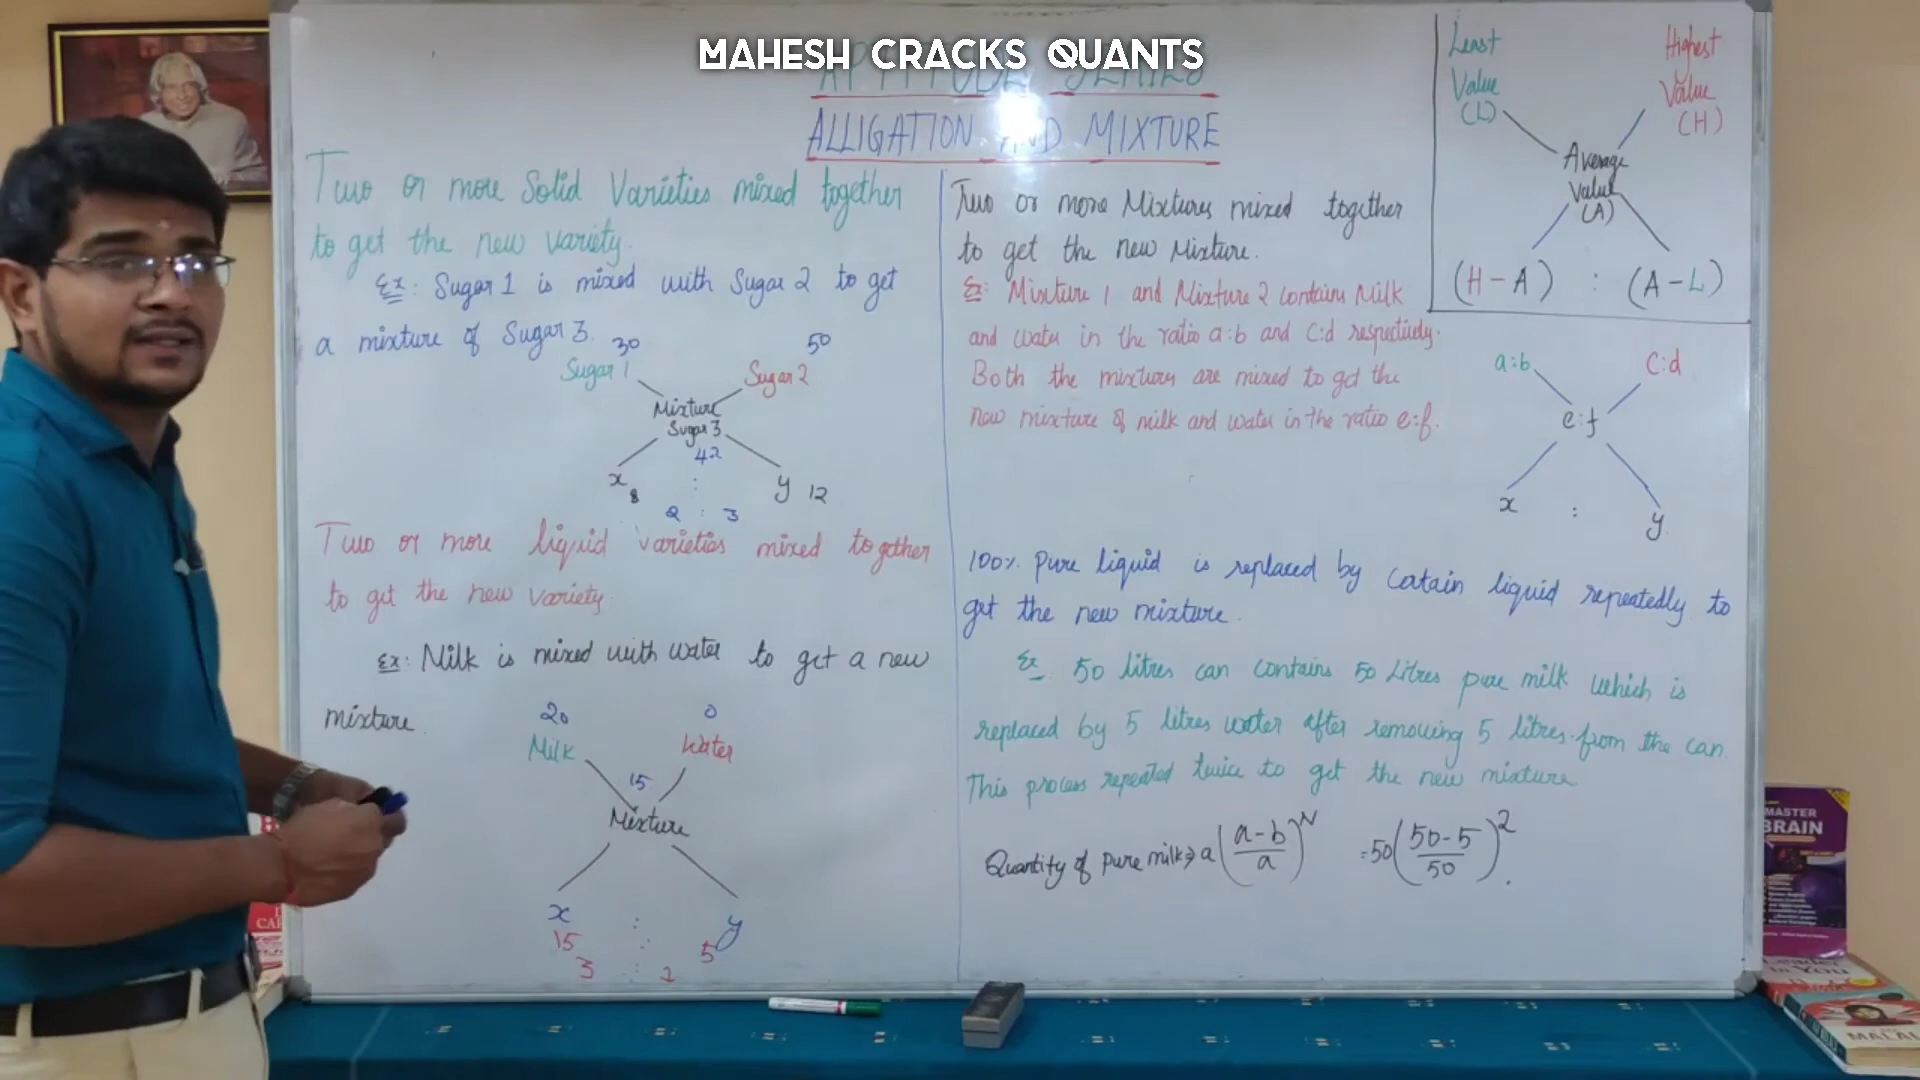 MAHESH CRACKS QUANTS
APTITUDE SERIES
ALLIGATION AND MIXTURE
Two or more Solid Varieties mixed together
to get the new variety.
Ex: Sugar 1 is mixed with Sugar 2 to get
a mixture of Sugar 3.
30 50
Sugar 1 Sugar 2
Mixture
Sugar 3
42
x : y
8 12
2 : 3
Two or more liquid varieties mixed together
to get the new variety.
Ex: Milk is mixed with water to get a new
mixture.
20 0
Milk Water
15
Mixture
x : y
15 : 5
3 : 1
Two or more Mixtures mixed together
to get the new Mixture.
Ex: Mixture 1 and Mixture 2 contains Milk
and water in the ratio a:b and c:d respectively.
Both the mixtures are mixed to get the
new mixture of milk and water in the ratio e:f.
Least Highest
Value Value
(L) (H)
Average
Value
(A)
(H-A) : (A-L)
a:b c:d
e:f
x : y
100% pure liquid is replaced by certain liquid repeatedly to
get the new mixture.
Ex 50 litres can contains 50 Litres pure milk which is
replaced by 5 litres water after removing 5 litres from the can
This process repeated twice to get the new mixture
Quantity of pure milk ⇒ a((a-b)/a)^N = 50((50-5)/50)^2.
MASTER
BRAIN
Leader
in You